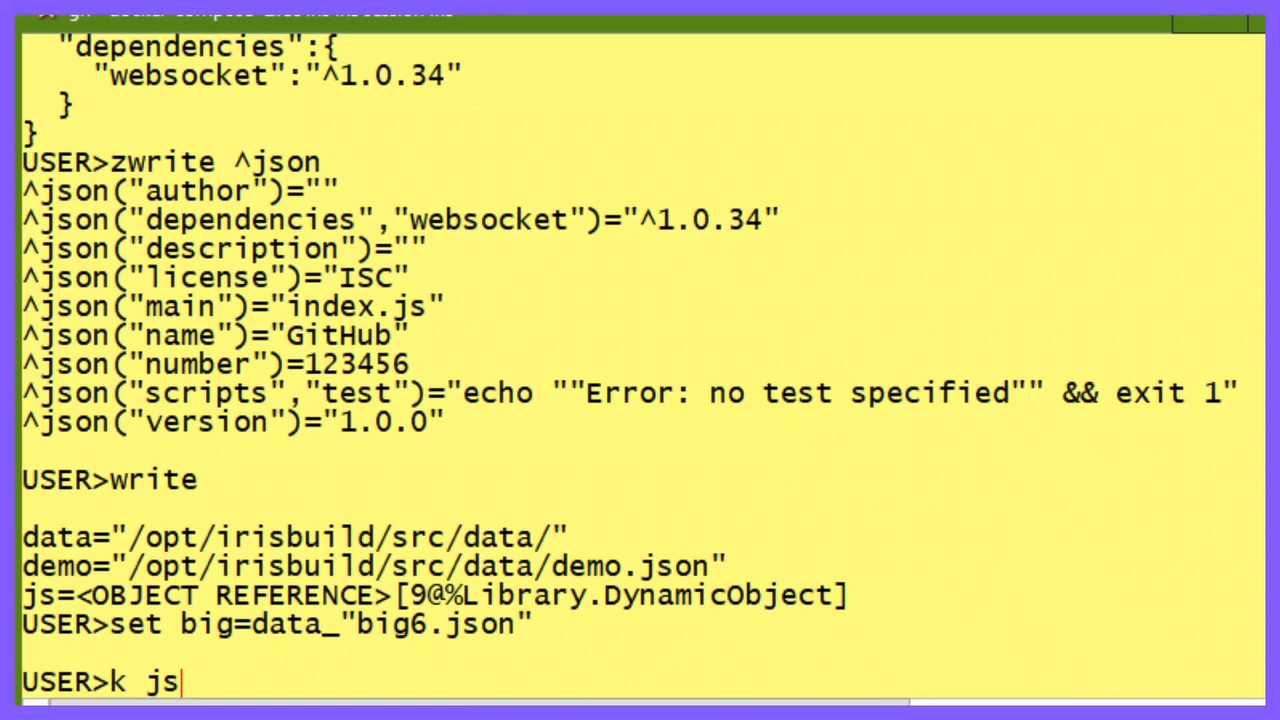 "dependencies":{
"websocket":"^1.0.34"
}
}
USER>zwrite ^json
^json("author")=""
^json("dependencies","websocket")="^1.0.34"
^json("description")=""
^json("license")="ISC"
^json("main")="index.js"
^json("name")="GitHub"
^json("number")=123456
^json("scripts","test")="echo ""Error: no test specified"" && exit 1"
^json("version")="1.0.0"
USER>write
data="/opt/irisbuild/src/data/"
demo="/opt/irisbuild/src/data/demo.json"
js=<OBJECT REFERENCE>[9@%Library.DynamicObject]
USER>set big=data_"big6.json"
USER>k js